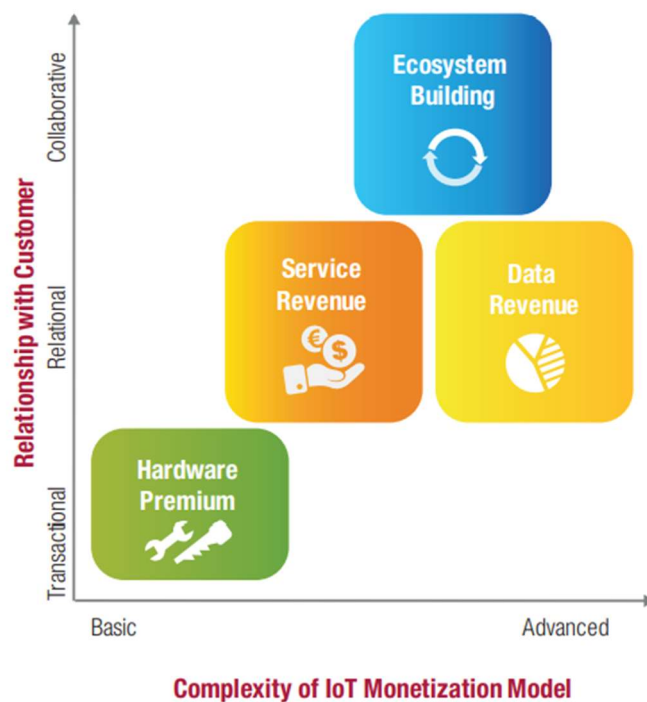 Ecosystem
Building
Collaborative
Service
Revenue
€
$
Data
Revenue
Relational
Relationship with Customer
Hardware
Premium
Transactional
Basic
Advanced
Complexity of IoT Monetization Model